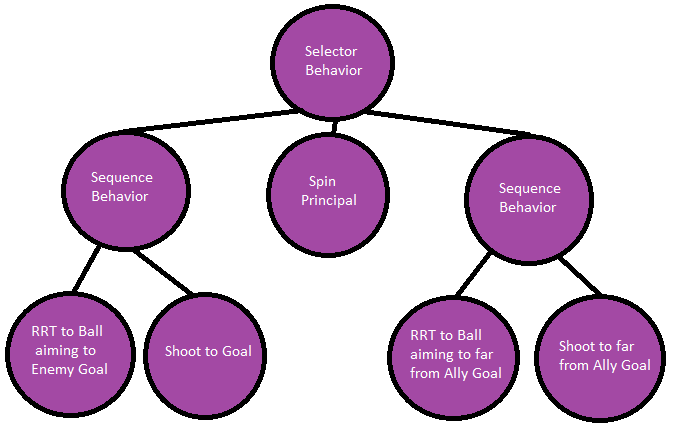 Selector
Behavior
Sequence
Behavior
Spin
Principal
Sequence
Behavior
RRT to Ball
aiming to
Enemy Goal
Shoot to Goal
RRT to Ball
aiming to far
from Ally Goal
Shoot to far
from Ally Goal